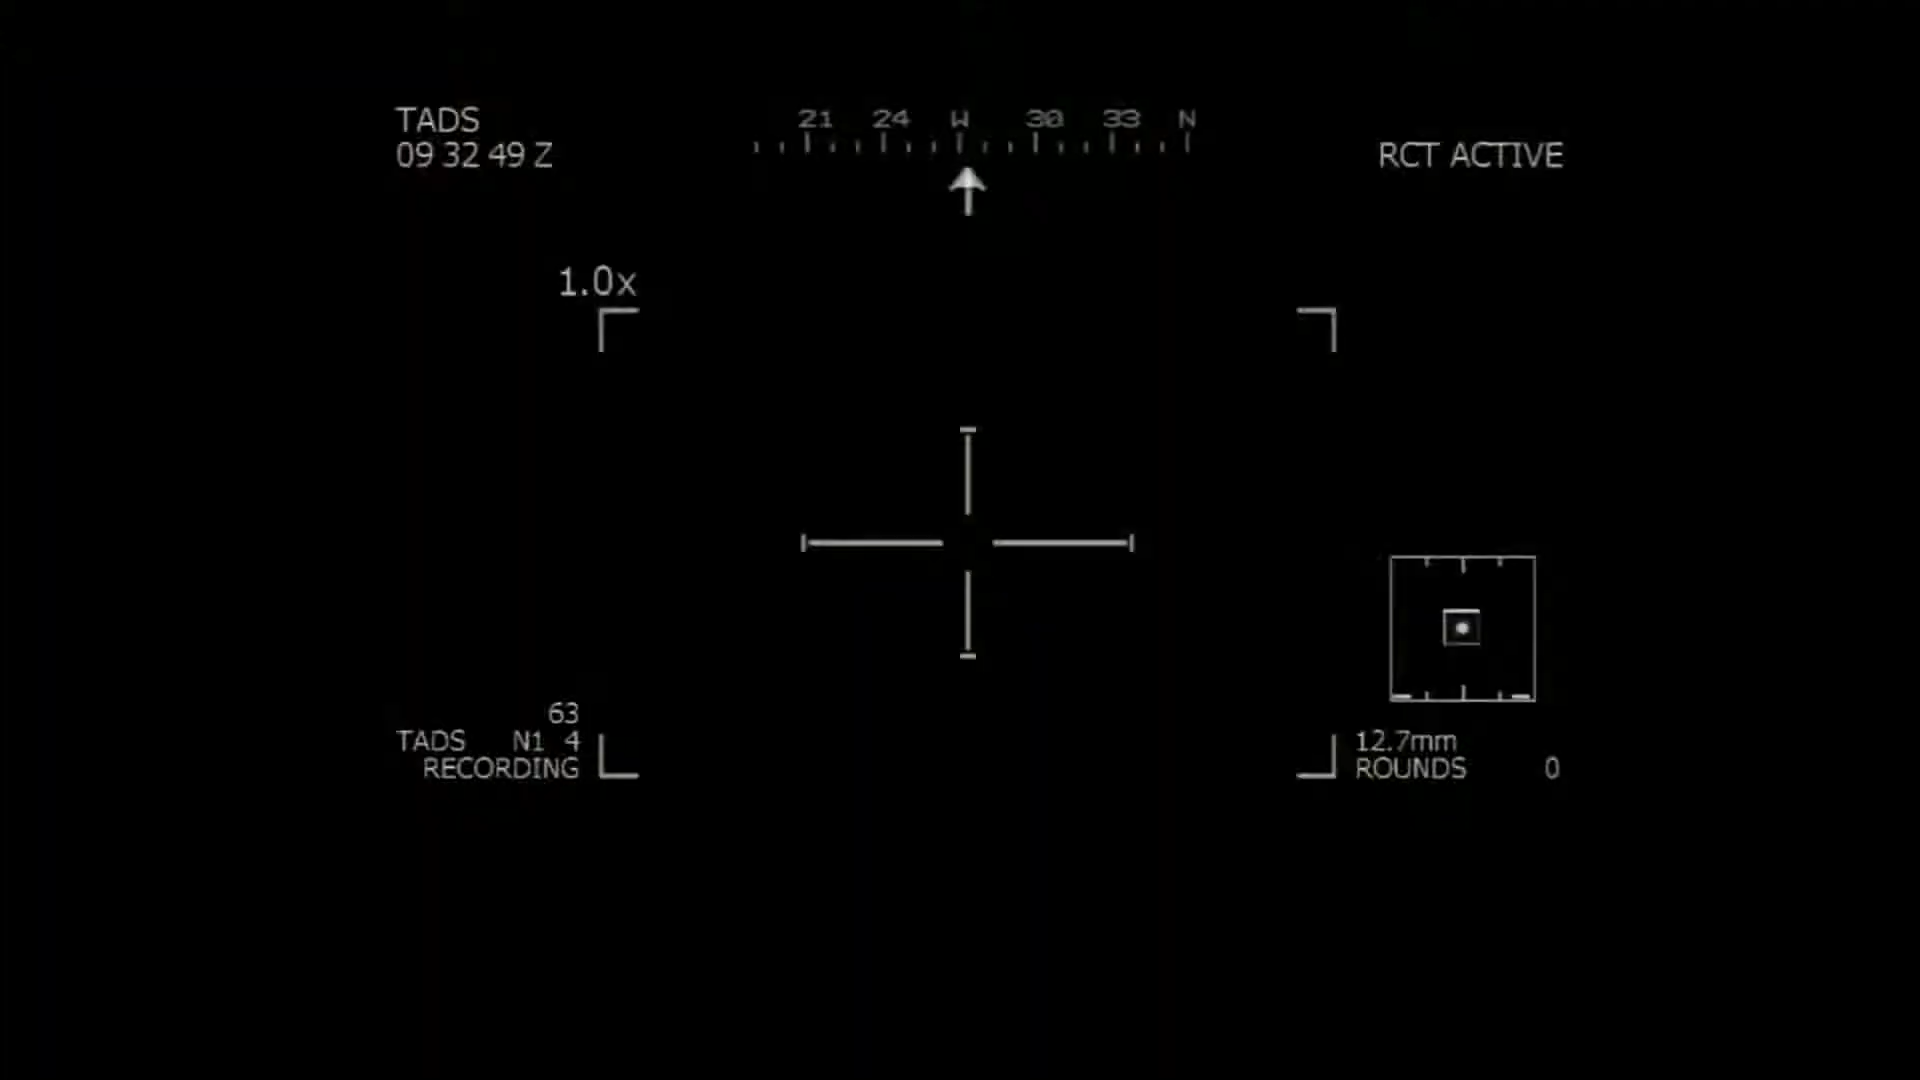 TADS
09 32 49 Z
21 24 W 30 33 N
RCT ACTIVE
1.0x
63
TADS N1 4
RECORDING
12.7mm
ROUNDS 0